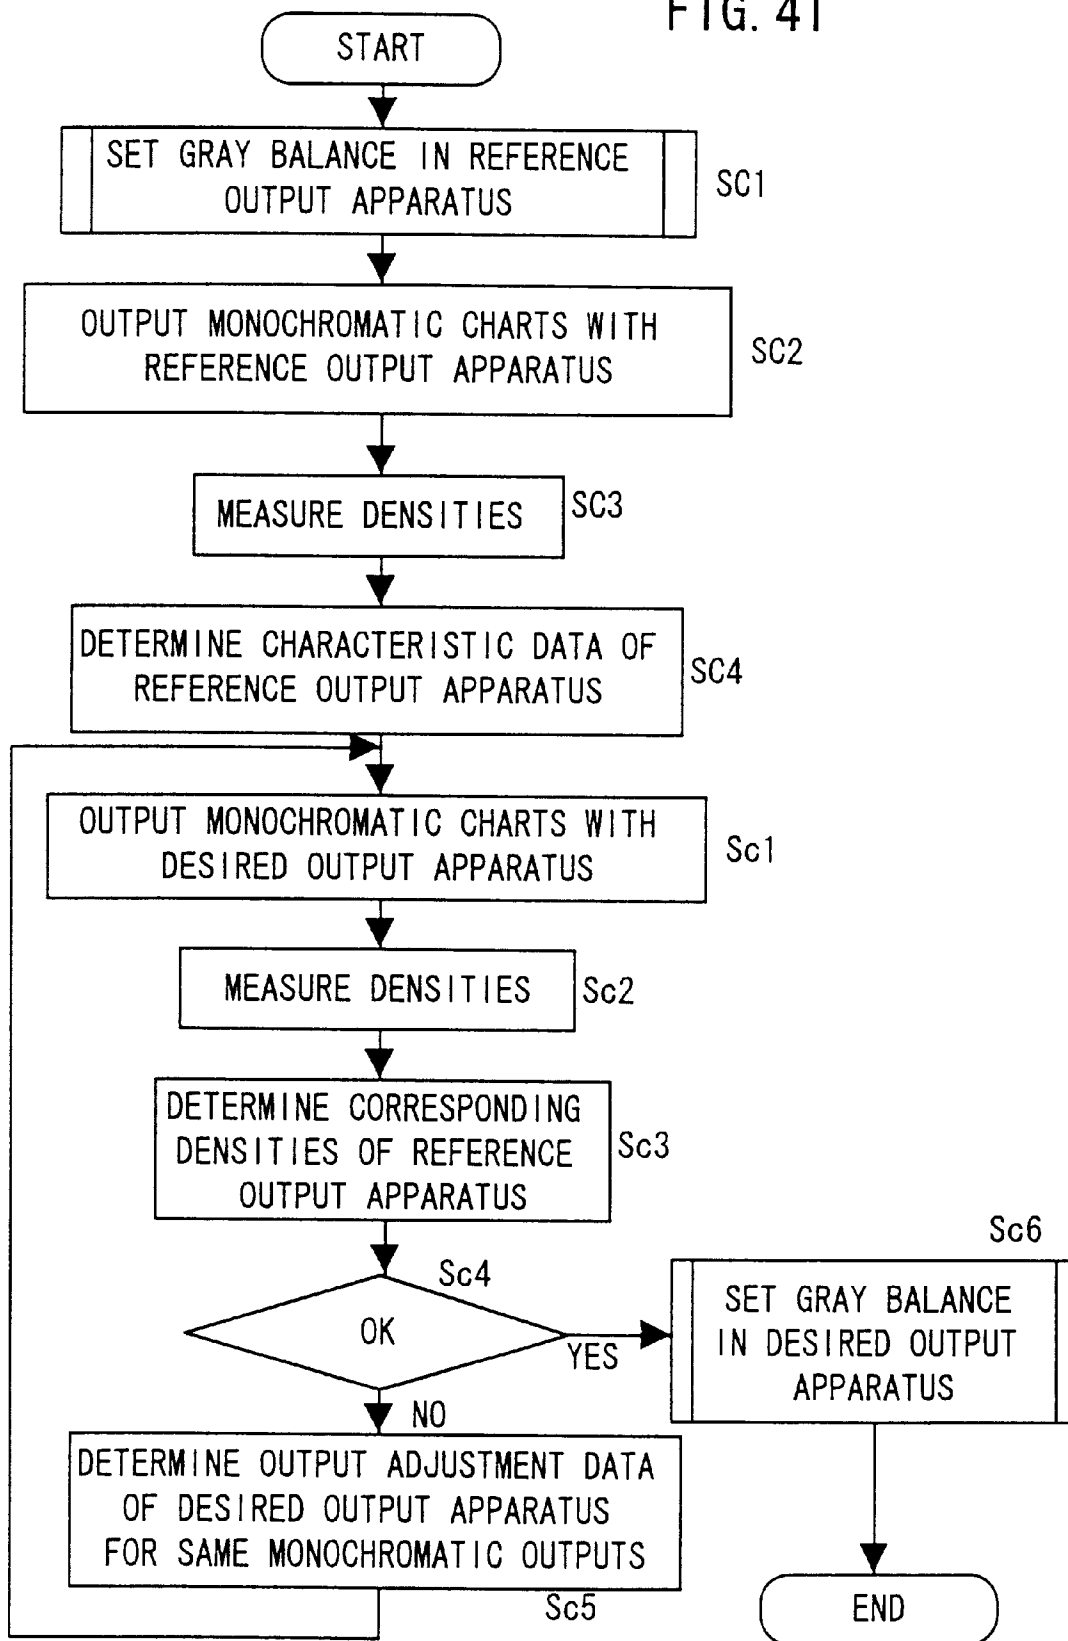 FIG. 41
START
SET GRAY BALANCE IN REFERENCE
OUTPUT APPARATUS
SC1
OUTPUT MONOCHROMATIC CHARTS WITH
REFERENCE OUTPUT APPARATUS
SC2
MEASURE DENSITIES
SC3
DETERMINE CHARACTERISTIC DATA OF
REFERENCE OUTPUT APPARATUS
SC4
OUTPUT MONOCHROMATIC CHARTS WITH
DESIRED OUTPUT APPARATUS
Sc1
MEASURE DENSITIES
Sc2
DETERMINE CORRESPONDING
DENSITIES OF REFERENCE
OUTPUT APPARATUS
Sc3
Sc4
OK
YES
NO
Sc6
SET GRAY BALANCE
IN DESIRED OUTPUT
APPARATUS
DETERMINE OUTPUT ADJUSTMENT DATA
OF DESIRED OUTPUT APPARATUS
FOR SAME MONOCHROMATIC OUTPUTS
Sc5
END